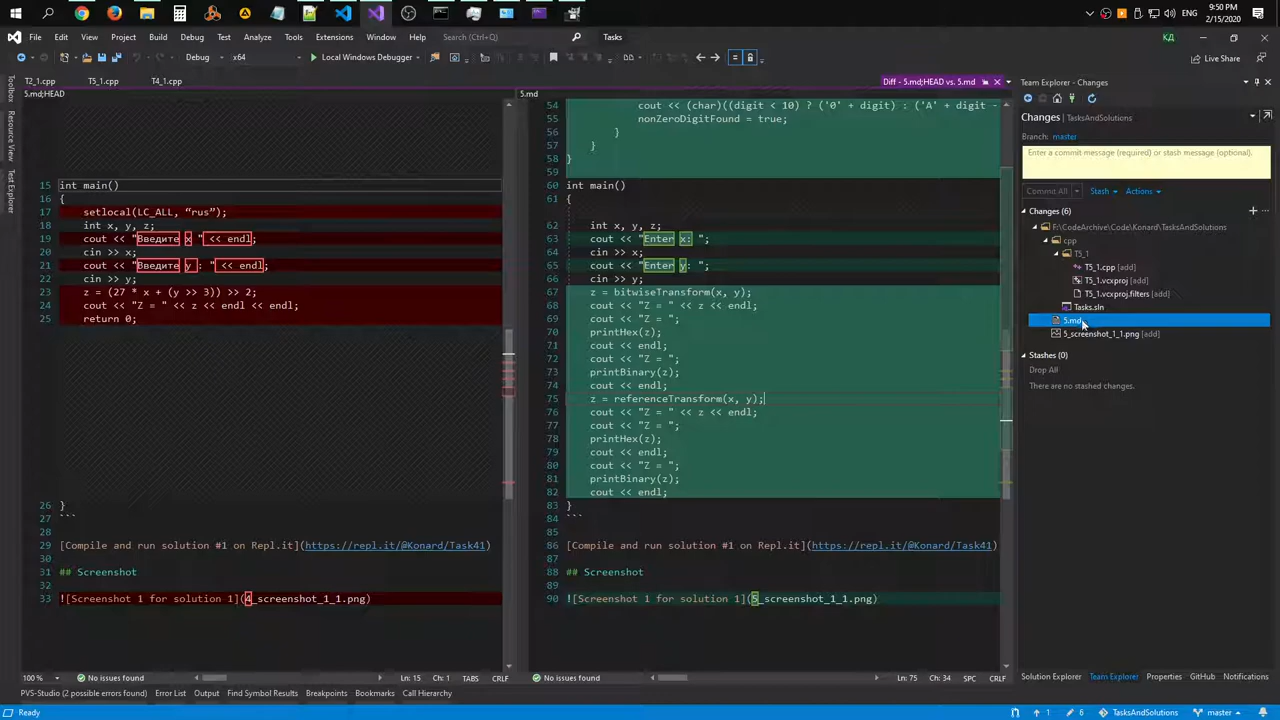 9:50 PM
ENG
2/15/2020
File Edit View Project Build Debug Test Analyze Tools Extensions Window Help Search (Ctrl+Q) Tasks КД
Debug x64 Local Windows Debugger Live Share
T2_1.cpp T5_1.cpp T4_1.cpp Diff - 5.md;HEAD vs. 5.md
Toolbox
Resource View
Test Explorer
5.md;HEAD
15 int main()
16 {
17 setlocal(LC_ALL, “rus”);
18 int x, y, z;
19 cout << "Введите x " << endl;
20 cin >> x;
21 cout << "Введите y : " << endl;
22 cin >> y;
23 z = (27 * x + (y >> 3)) >> 2;
24 cout << "Z = " << z << endl << endl;
25 return 0;
26 }
27 ```
28
29 [Compile and run solution #1 on Repl.it](https://repl.it/@Konard/Task41)
30
31 ## Screenshot
32
33 ![Screenshot 1 for solution 1](4_screenshot_1_1.png)
100 % No issues found Ln: 15 Ch: 1 TABS CRLF
5.md
54 cout << (char)((digit < 10) ? ('0' + digit) : ('A' + digit -
55 nonZeroDigitFound = true;
56 }
57 }
58 }
59
60 int main()
61 {
62 int x, y, z;
63 cout << "Enter x: ";
64 cin >> x;
65 cout << "Enter y: ";
66 cin >> y;
67 z = bitwiseTransform(x, y);
68 cout << "Z = " << z << endl;
69 cout << "Z = ";
70 printHex(z);
71 cout << endl;
72 cout << "Z = ";
73 printBinary(z);
74 cout << endl;
75 z = referenceTransform(x, y);
76 cout << "Z = " << z << endl;
77 cout << "Z = ";
78 printHex(z);
79 cout << endl;
80 cout << "Z = ";
81 printBinary(z);
82 cout << endl;
83 }
84 ```
85
86 [Compile and run solution #1 on Repl.it](https://repl.it/@Konard/Task41)
87
88 ## Screenshot
89
90 ![Screenshot 1 for solution 1](5_screenshot_1_1.png)
No issues found Ln: 75 Ch: 34 SPC CRLF
Team Explorer - Changes
Changes | TasksAndSolutions
Branch: master
Enter a commit message (required) or stash message (optional).
Commit All Stash Actions
Changes (6)
F:\Archive\Code\Konard\TasksAndSolutions
cpp
T5_1
T5_1.cpp [add]
T5_1.vcxproj [add]
T5_1.vcxproj.filters [add]
Tasks.sln
5.md
5_screenshot_1_1.png [add]
Stashes (0)
Drop All
There are no stashed changes.
Solution Explorer Team Explorer Properties GitHub Notifications
PVS-Studio (2 possible errors found) Error List Output Find Symbol Results Breakpoints Bookmarks Call Hierarchy
Ready 1 6 TasksAndSolutions master